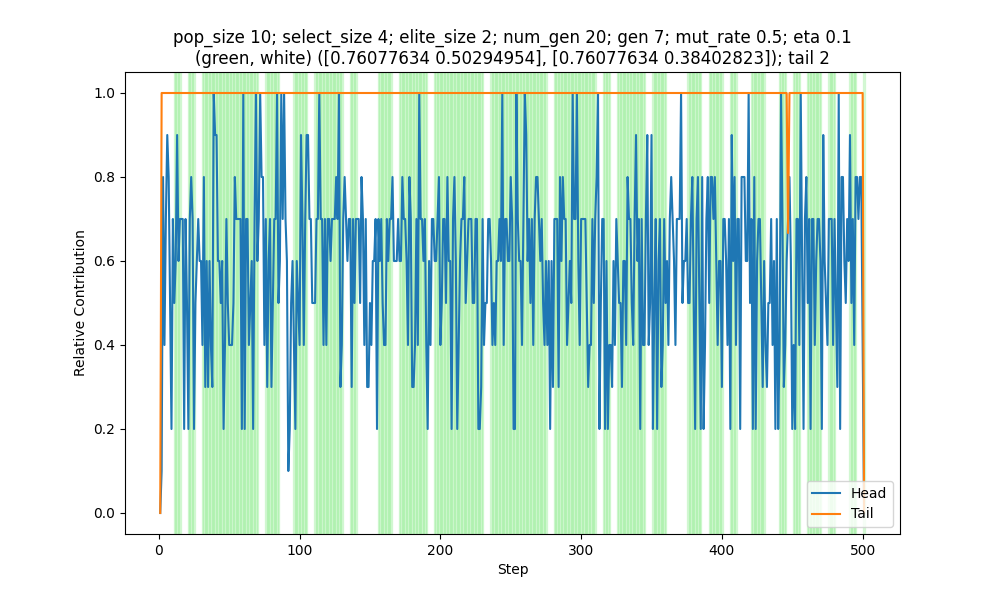 pop_size 10; select_size 4; elite_size 2; num_gen 20; gen 7; mut_rate 0.5; eta 0.1
(green, white) ([0.76077634 0.50294954], [0.76077634 0.38402823]); tail 2
1.0
0.8
0.6
0.4
0.2
0.0
Relative Contribution
Head
Tail
0
100
200
300
400
500
Step